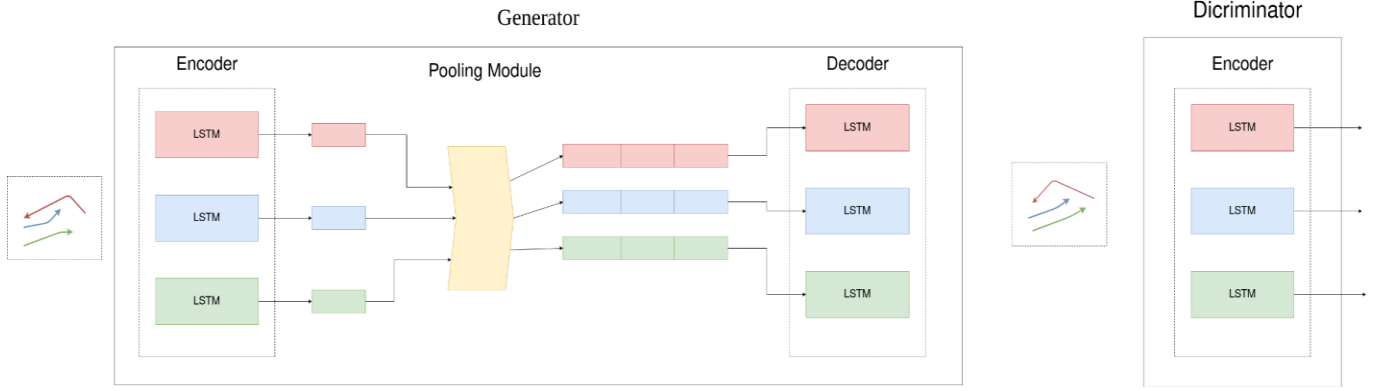 Generator
Dicriminator
Encoder
Pooling Module
Decoder
Encoder
LSTM
LSTM
LSTM
LSTM
LSTM
LSTM
LSTM
LSTM
LSTM